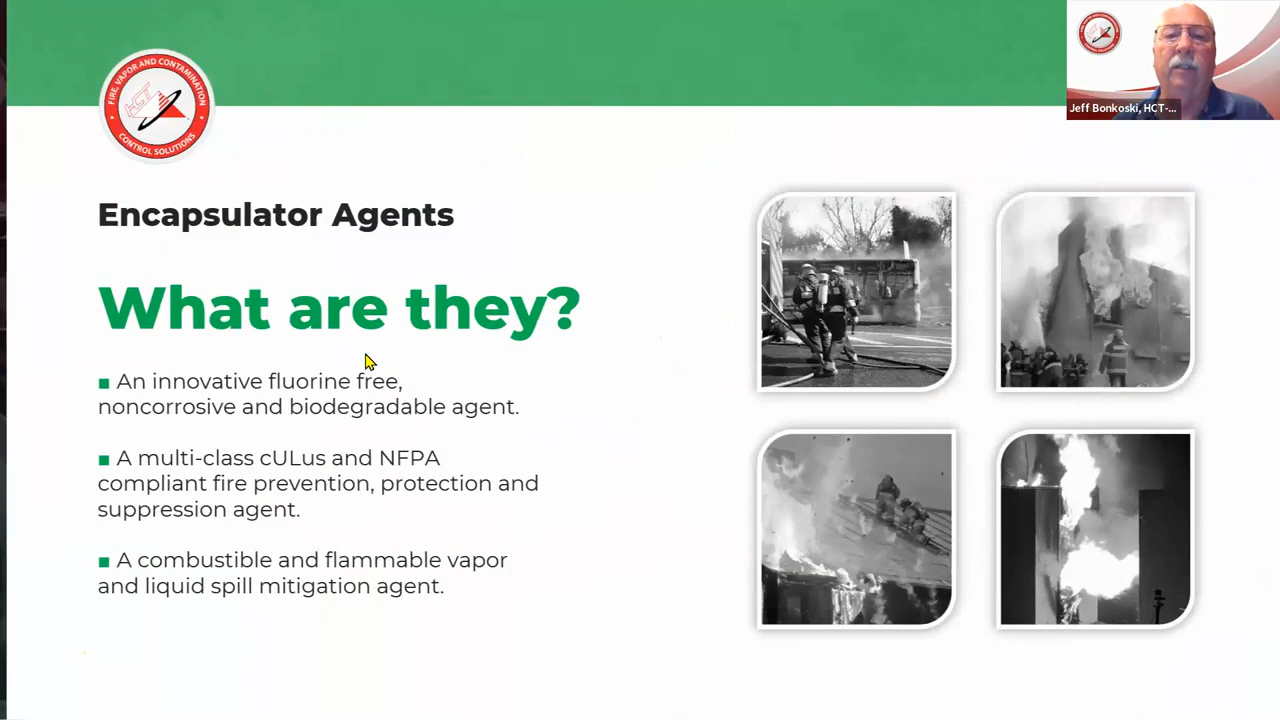 FIRE, VAPOR AND CONTAMINATION
HCT
CONTROL SOLUTIONS
Jeff Bonkoski, HCT-...
Encapsulator Agents
What are they?
■ An innovative fluorine free,
noncorrosive and biodegradable agent.
■ A multi-class cULus and NFPA
compliant fire prevention, protection and
suppression agent.
■ A combustible and flammable vapor
and liquid spill mitigation agent.